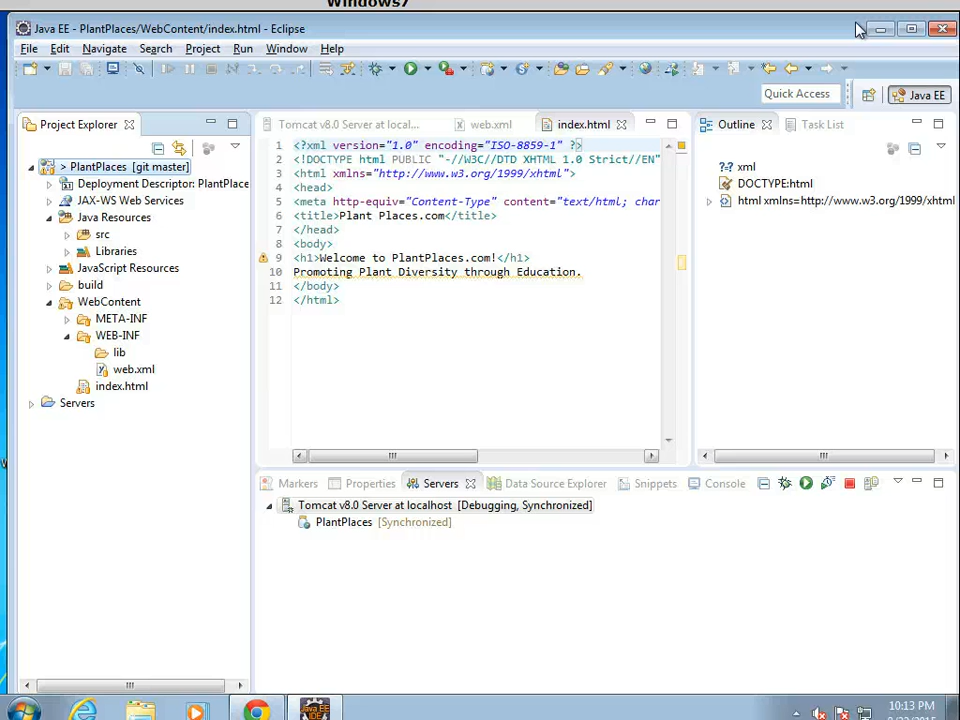 Windows7
Java EE - PlantPlaces/WebContent/index.html - Eclipse
File Edit Navigate Search Project Run Window Help
Quick Access Java EE
Project Explorer
> PlantPlaces [git master]
Deployment Descriptor: PlantPlace
JAX-WS Web Services
Java Resources
src
Libraries
JavaScript Resources
build
WebContent
META-INF
WEB-INF
lib
web.xml
index.html
Servers
Tomcat v8.0 Server at local... web.xml index.html
1 <?xml version="1.0" encoding="ISO-8859-1" ?>
2 <!DOCTYPE html PUBLIC "-//W3C//DTD XHTML 1.0 Strict//EN"
3 <html xmlns="http://www.w3.org/1999/xhtml">
4 <head>
5 <meta http-equiv="Content-Type" content="text/html; char
6 <title>Plant Places.com</title>
7 </head>
8 <body>
9 <h1>Welcome to PlantPlaces.com!</h1>
10 Promoting Plant Diversity through Education.
11 </body>
12 </html>
Outline Task List
xml
DOCTYPE:html
html xmlns=http://www.w3.org/1999/xhtml
Markers Properties Servers Data Source Explorer Snippets Console
Tomcat v8.0 Server at localhost [Debugging, Synchronized]
PlantPlaces [Synchronized]
Java EE
IDE
10:13 PM